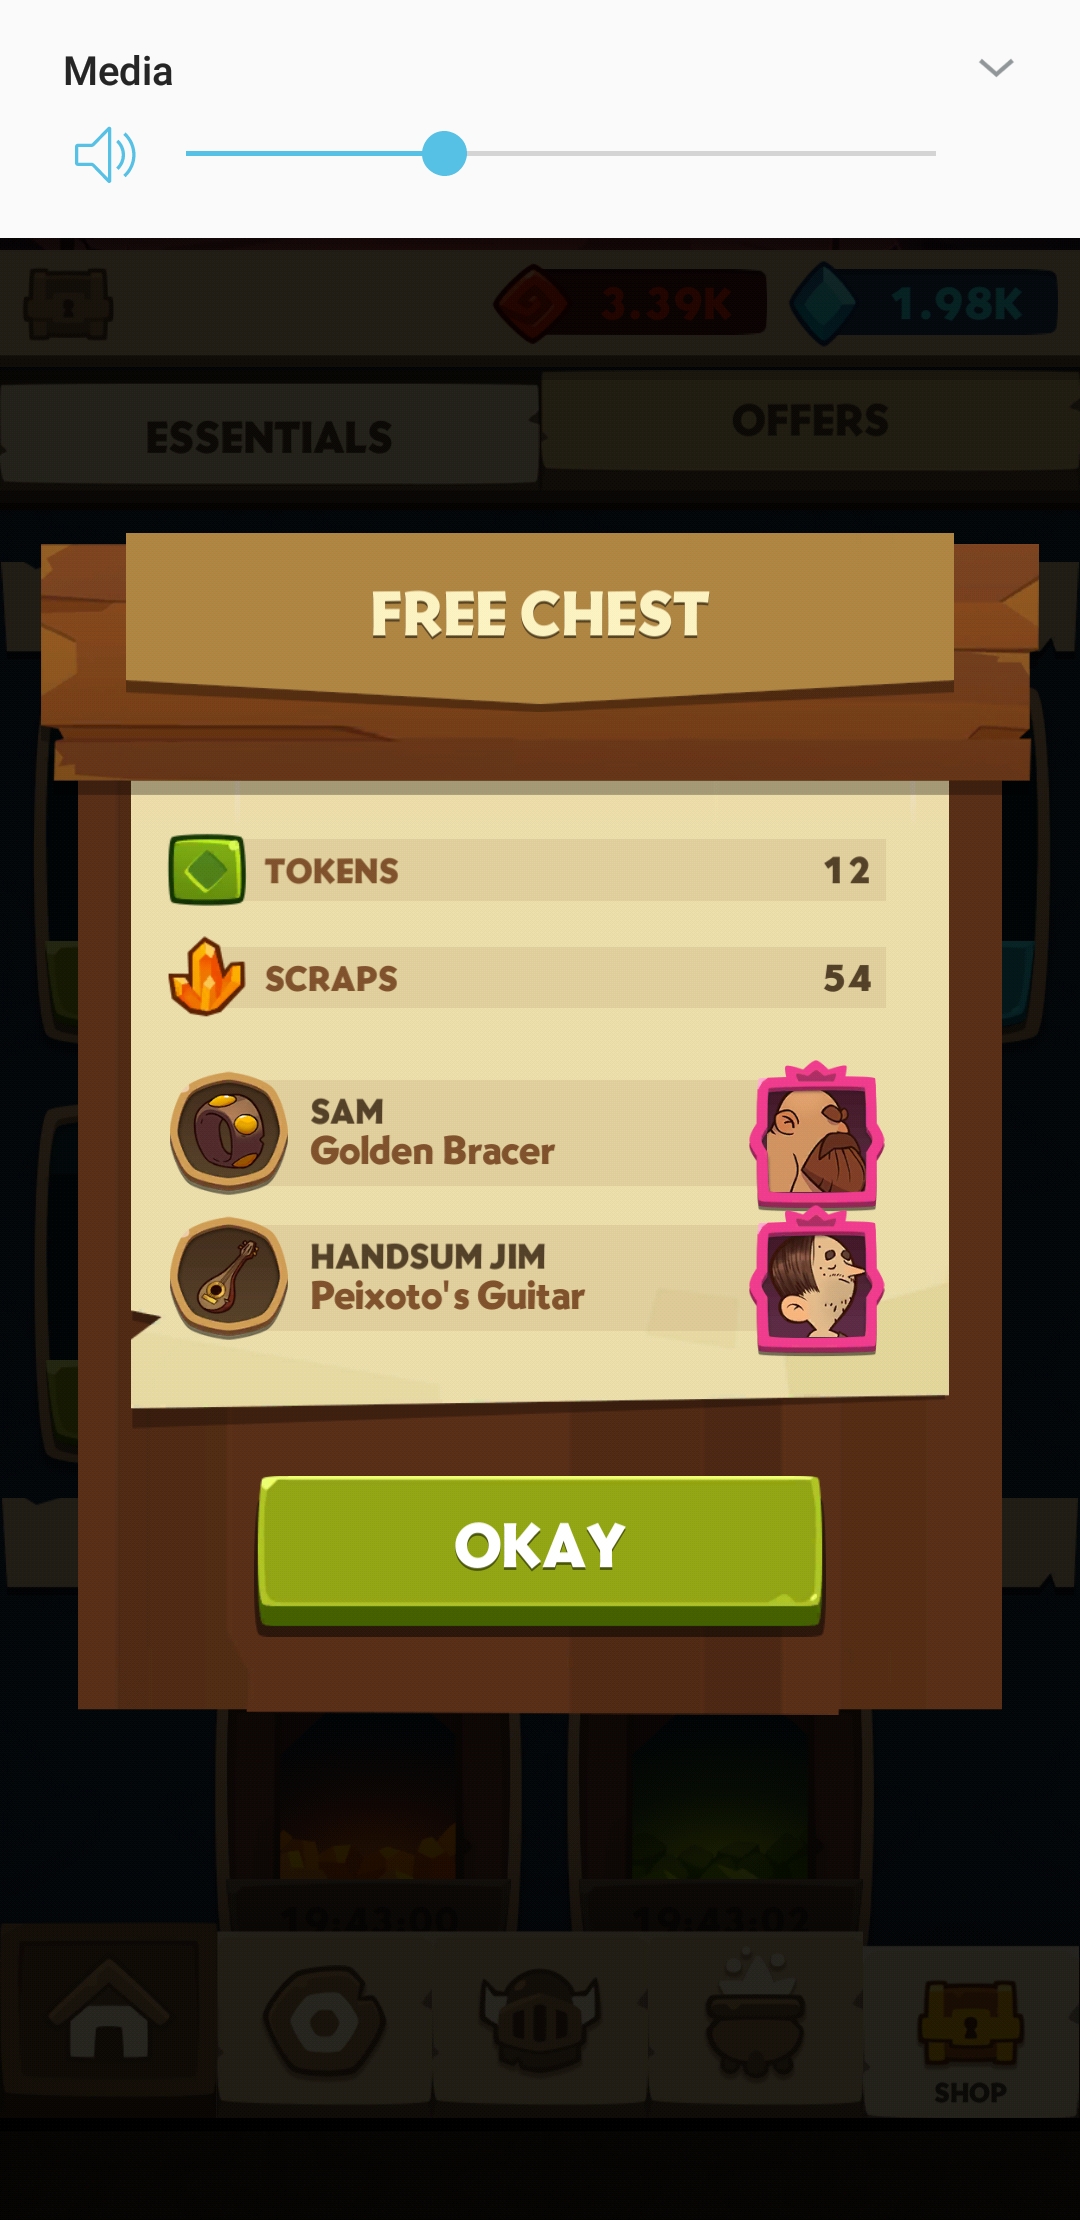 Media
3.39K
1.98K
ESSENTIALS
OFFERS
FREE CHEST
TOKENS
12
SCRAPS
54
SAM
Golden Bracer
HANDSUM JIM
Peixoto's Guitar
OKAY
19:43:00
19:43:02
SHOP